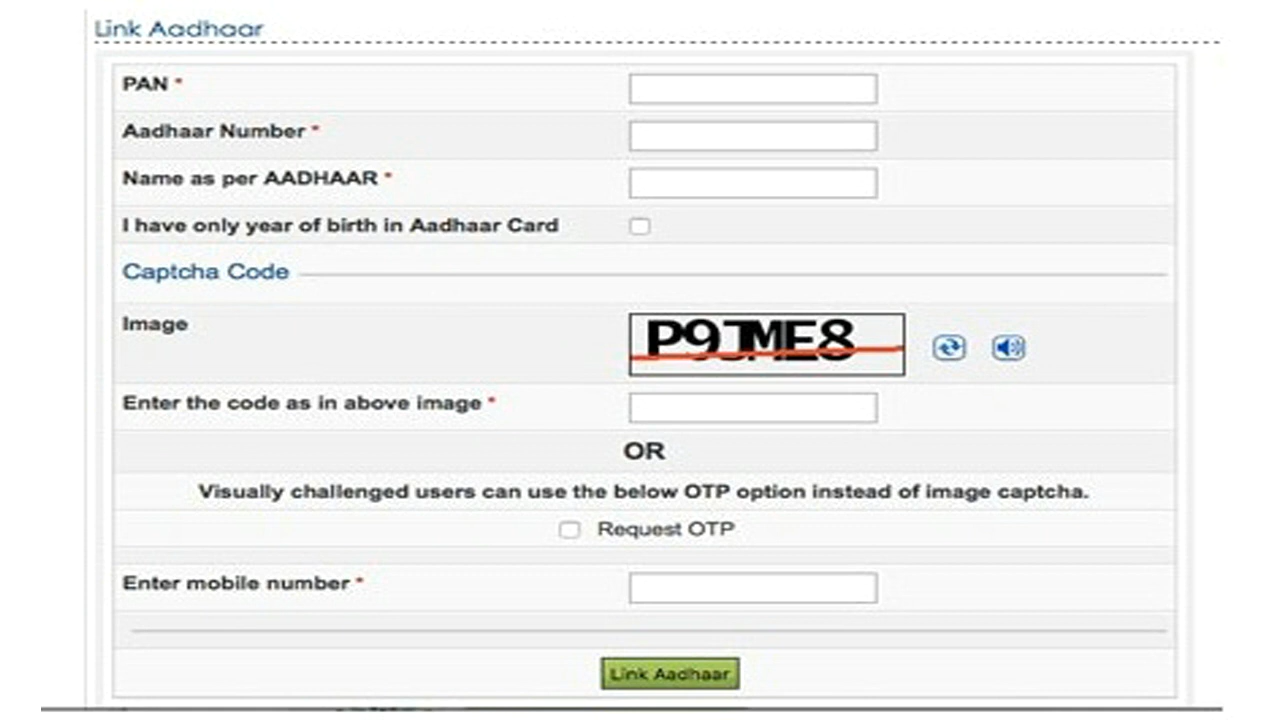 Link Aadhaar
PAN *
Aadhaar Number *
Name as per AADHAAR *
I have only year of birth in Aadhaar Card
Captcha Code
Image
P9JME8
Enter the code as in above image *
OR
Visually challenged users can use the below OTP option instead of image captcha.
Request OTP
Enter mobile number *
Link Aadhaar